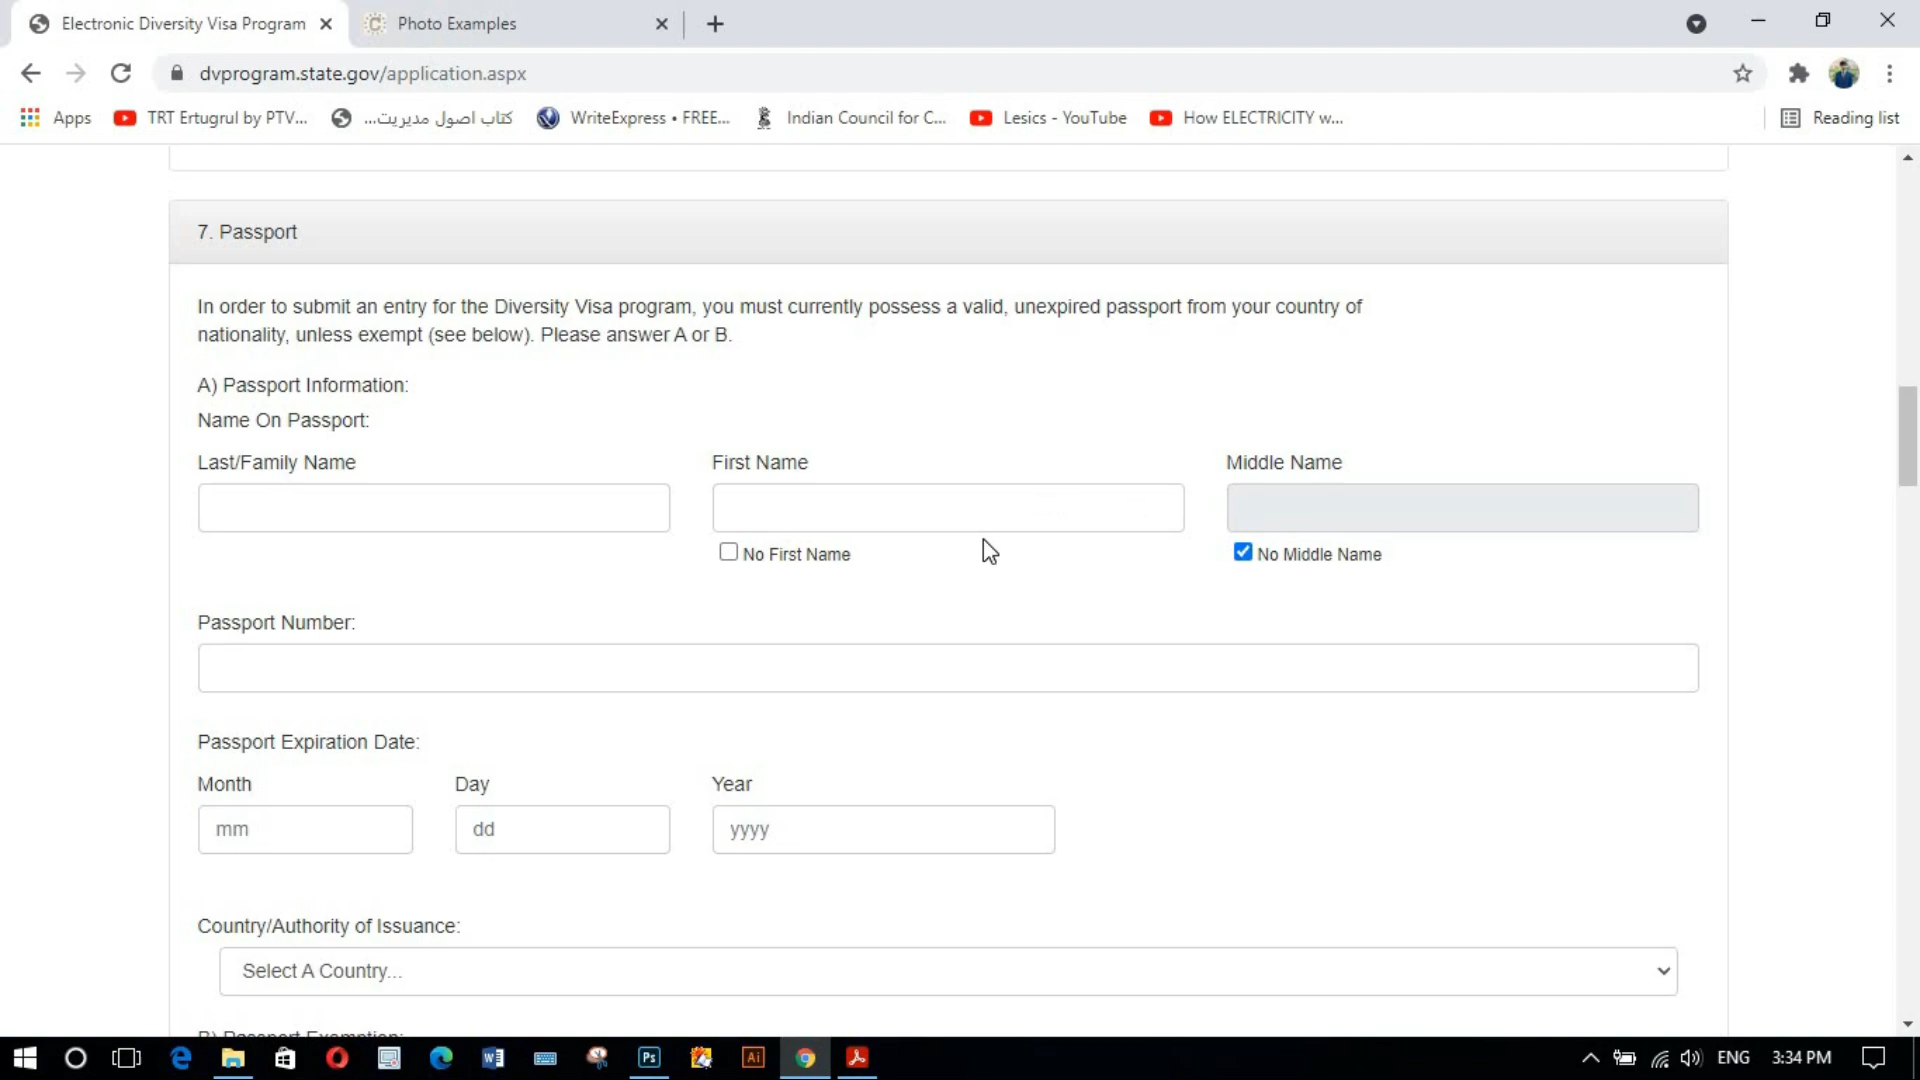 Electronic Diversity Visa Program
Photo Examples
dvprogram.state.gov/application.aspx
Apps
TRT Ertugrul by PTV...
کتاب اصول مدیریت...
WriteExpress • FREE...
Indian Council for C...
Lesics - YouTube
How ELECTRICITY w...
Reading list
7. Passport
In order to submit an entry for the Diversity Visa program, you must currently possess a valid, unexpired passport from your country of
nationality, unless exempt (see below). Please answer A or B.
A) Passport Information:
Name On Passport:
Last/Family Name
First Name
Middle Name
No First Name
No Middle Name
Passport Number:
Passport Expiration Date:
Month
Day
Year
mm
dd
yyyy
Country/Authority of Issuance:
Select A Country...
B) Passport Exemption:
Ps
Ai
ENG
3:34 PM